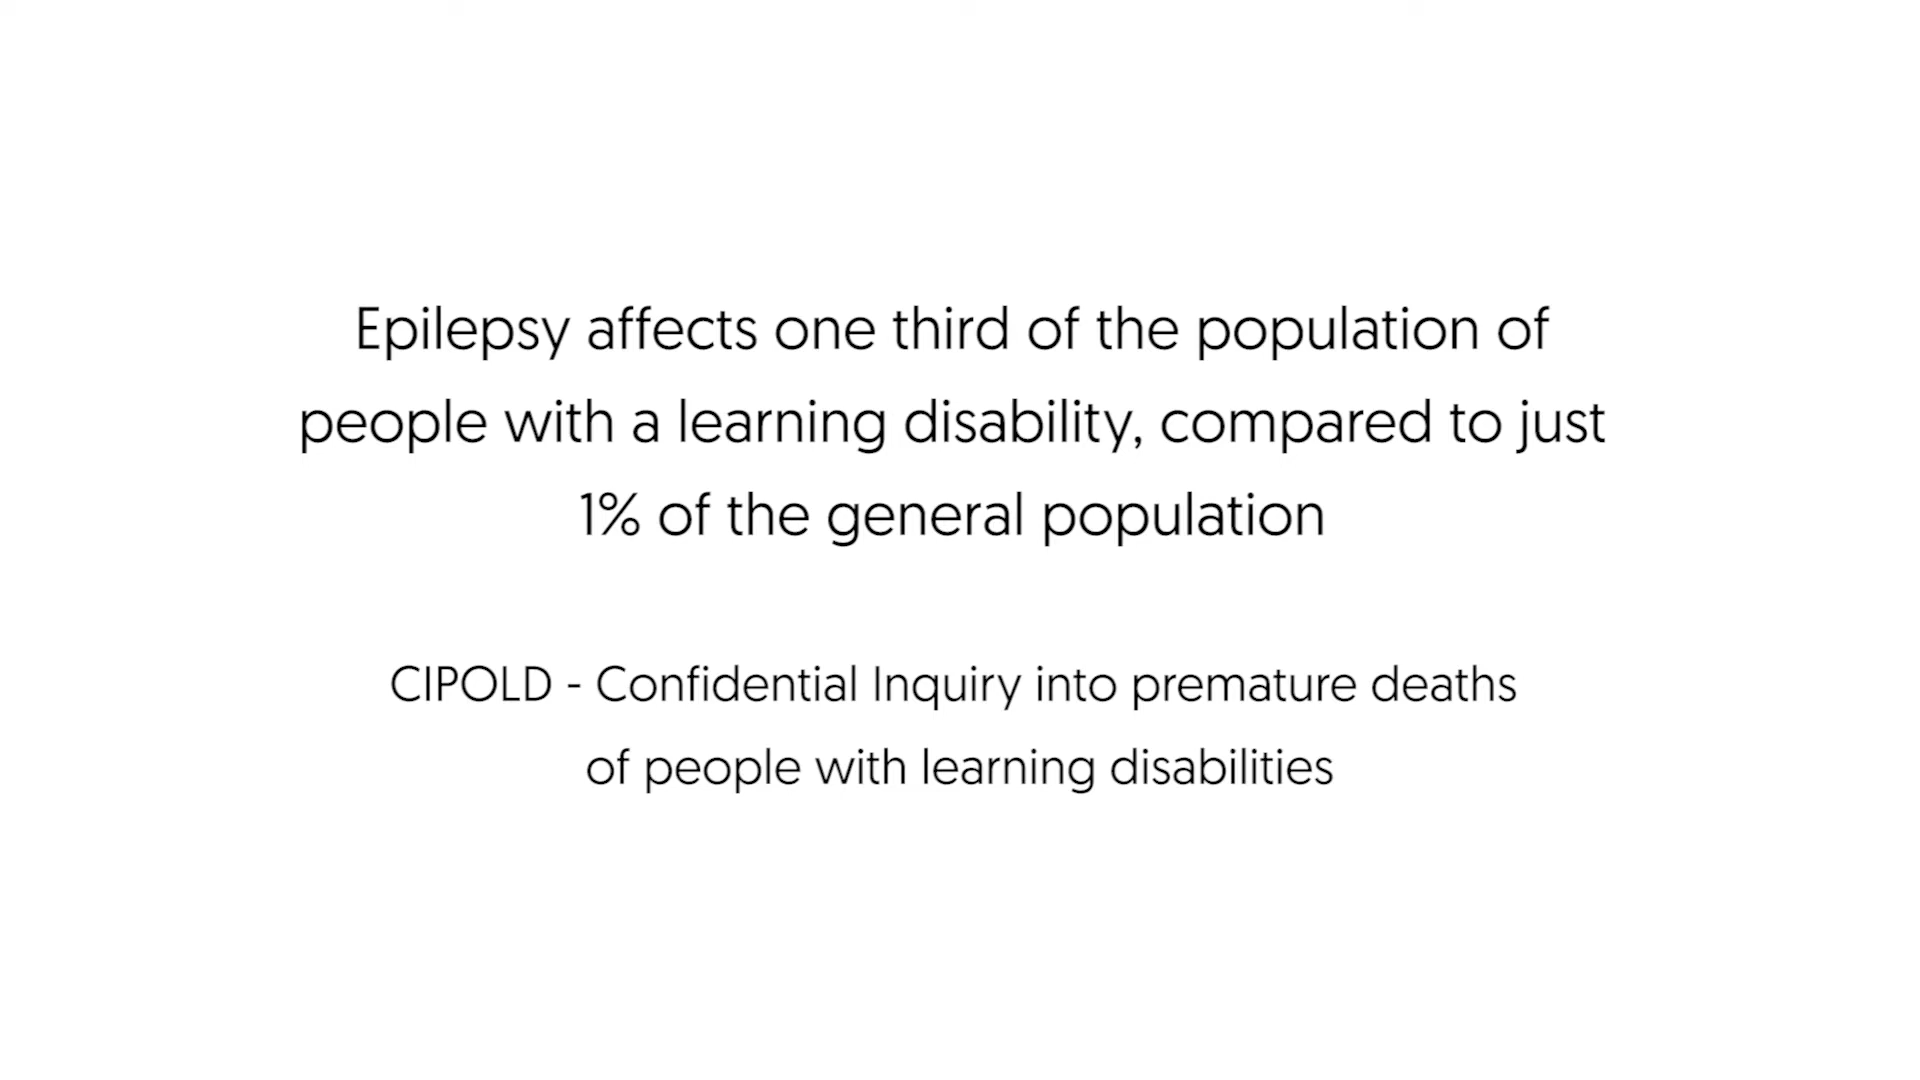 Epilepsy affects one third of the population of
people with a learning disability, compared to just
1% of the general population
CIPOLD - Confidential Inquiry into premature deaths
of people with learning disabilities